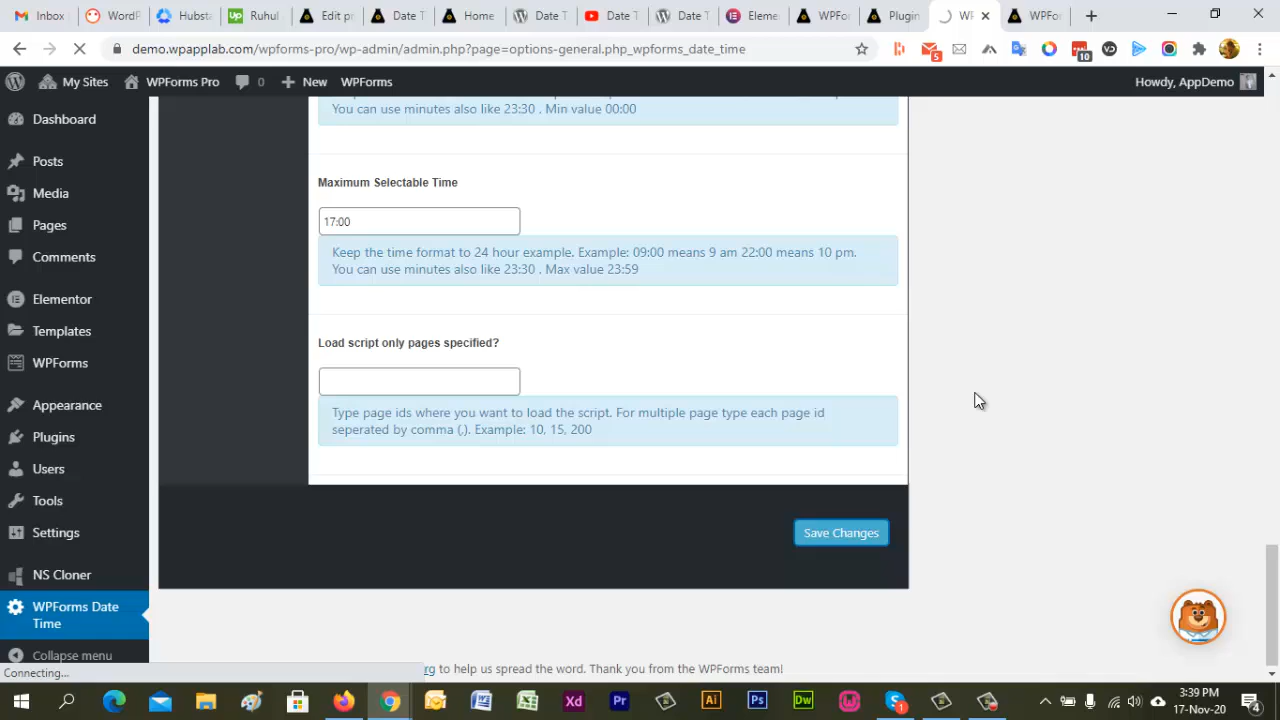 Inbox
WordP
Hubsta
Ruhul
Edit pr
Date T
Home
Date T
Date T
Date T
Eleme
WPFo
Plugin
WF
WPFor
demo.wpapplab.com/wpforms-pro/wp-admin/admin.php?page=options-general.php_wpforms_date_time
5
10
My Sites
WPForms Pro
0
New
WPForms
Howdy, AppDemo
Dashboard
Posts
Media
Pages
Comments
Elementor
Templates
WPForms
Appearance
Plugins
Users
Tools
Settings
NS Cloner
WPForms Date
Time
Collapse menu
You can use minutes also like 23:30 . Min value 00:00
Maximum Selectable Time
17:00
Keep the time format to 24 hour example. Example: 09:00 means 9 am 22:00 means 10 pm.
You can use minutes also like 23:30 . Max value 23:59
Load script only pages specified?
Type page ids where you want to load the script. For multiple page type each page id
seperated by comma (,). Example: 10, 15, 200
Save Changes
rg to help us spread the word. Thank you from the WPForms team!
Connecting...
3:39 PM
17-Nov-20
4